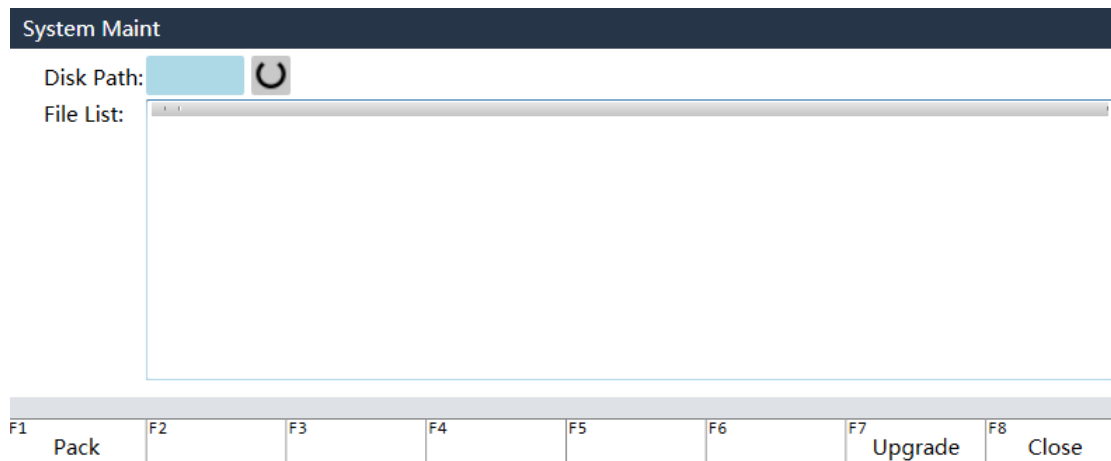 System Maint
Disk Path:
File List:
F1 F2 F3 F4 F5 F6 F7 F8
Pack Upgrade Close